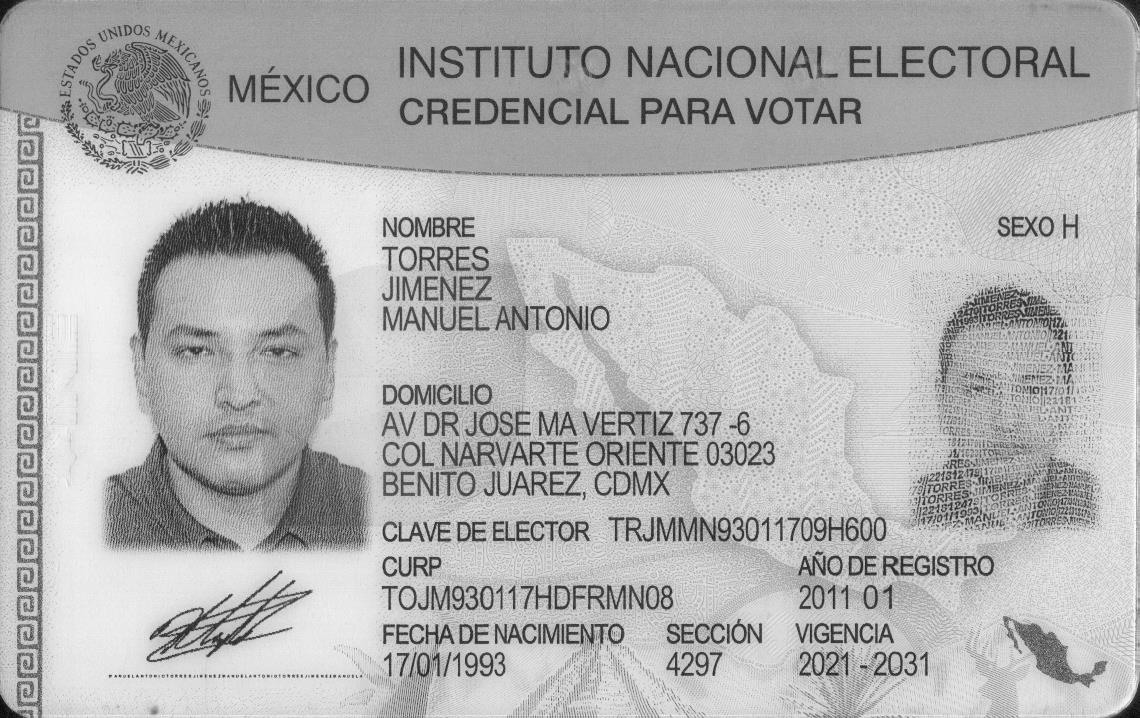 ESTADOS UNIDOS MEXICANOS
MÉXICO
INSTITUTO NACIONAL ELECTORAL
CREDENCIAL PARA VOTAR
NOMBRE
SEXO H
TORRES
JIMENEZ
MANUEL ANTONIO
DOMICILIO
AV DR JOSE MA VERTIZ 737 -6
COL NARVARTE ORIENTE 03023
BENITO JUAREZ, CDMX
CLAVE DE ELECTOR TRJMMN93011709H600
CURP
AÑO DE REGISTRO
TOJM930117HDFRMN08
2011 01
FECHA DE NACIMIENTO SECCIÓN VIGENCIA
17/01/1993 4297 2021 - 2031